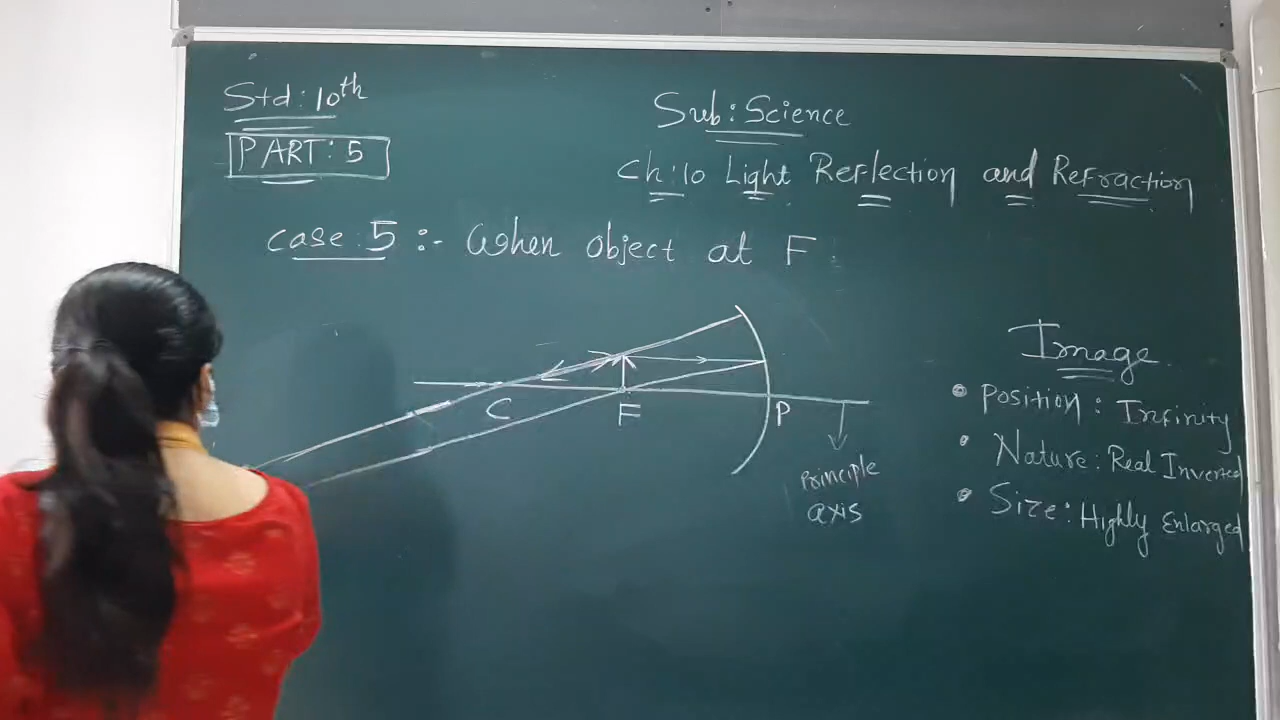 Std: 10th
PART: 5
Sub: Science
Ch: 10 Light Reflection and Refraction
case: 5 :- When object at F.
C
F
P
Principle
axis
Image
• Position: Infinity
• Nature: Real Inverted
• Size: Highly Enlarged